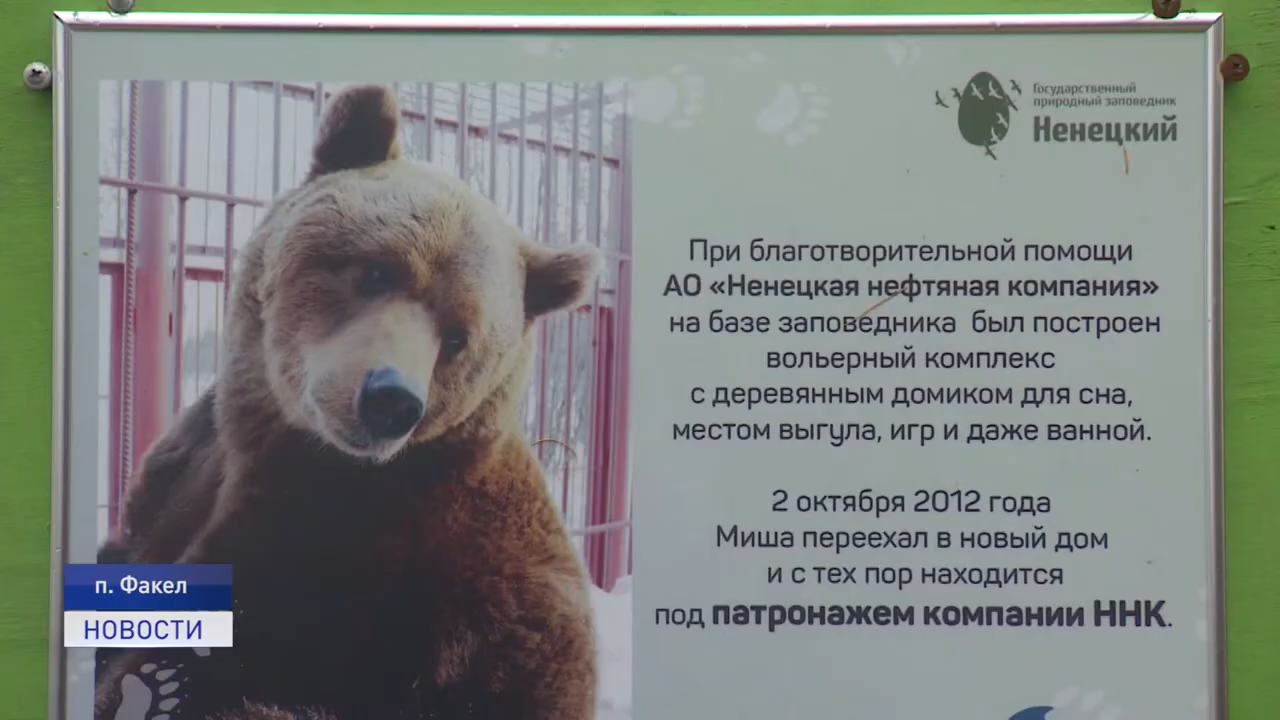 Государственный
природный заповедник
Ненецкий
При благотворительной помощи
АО «Ненецкая нефтяная компания»
на базе заповедника был построен
вольерный комплекс
с деревянным домиком для сна,
местом выгула, игр и даже ванной.
2 октября 2012 года
Миша переехал в новый дом
и с тех пор находится
под патронажем компании ННК.
п. Факел
НОВОСТИ